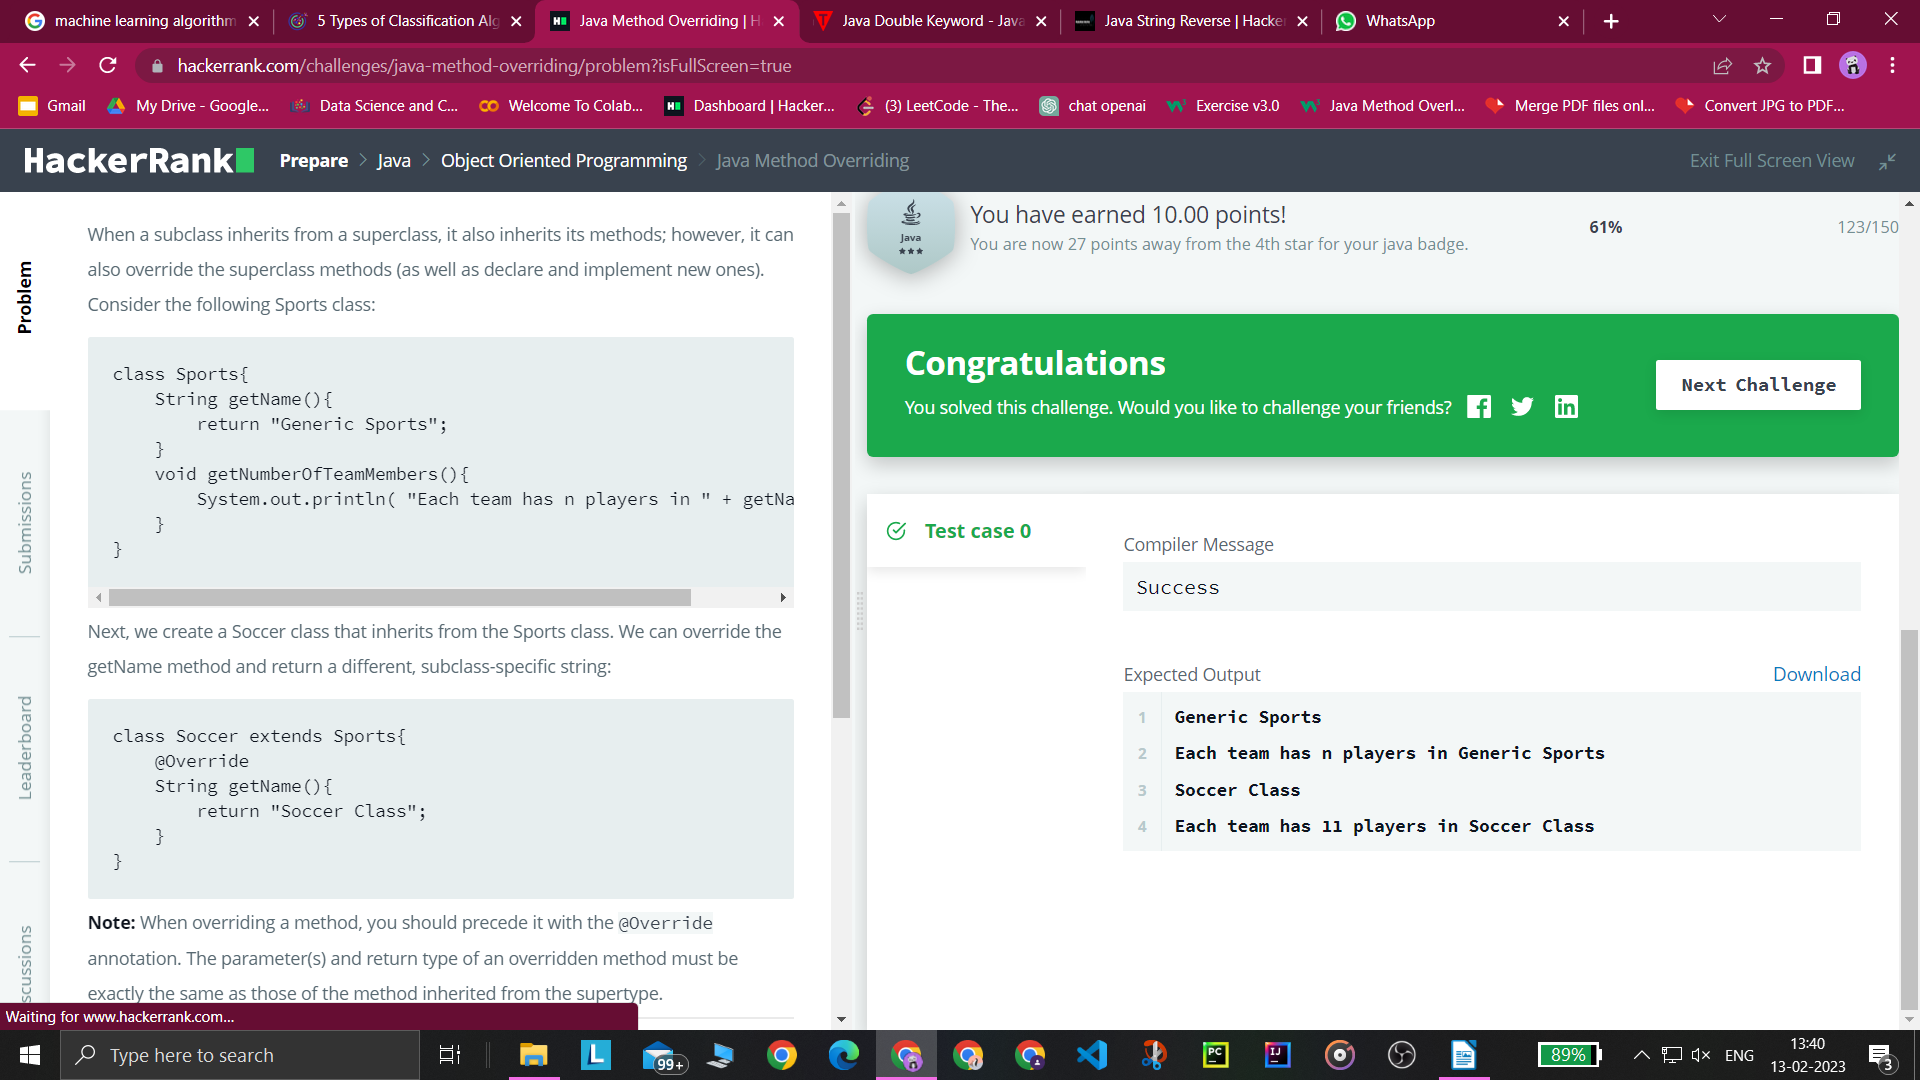 machine learning algorithm
5 Types of Classification Alg
Java Method Overriding | H
Java Double Keyword - Java
Java String Reverse | Hacker
WhatsApp
hackerrank.com/challenges/java-method-overriding/problem?isFullScreen=true
Gmail
My Drive - Google...
Data Science and C...
Welcome To Colab...
Dashboard | Hacker...
(3) LeetCode - The...
chat openai
Exercise v3.0
Java Method Overl...
Merge PDF files onl...
Convert JPG to PDF...
HackerRank
Prepare > Java > Object Oriented Programming > Java Method Overriding
Exit Full Screen View
Problem
Submissions
Leaderboard
scussions
When a subclass inherits from a superclass, it also inherits its methods; however, it can
also override the superclass methods (as well as declare and implement new ones).
Consider the following Sports class:
class Sports{
String getName(){
return "Generic Sports";
}
void getNumberOfTeamMembers(){
System.out.println( "Each team has n players in " + getNa
}
}
Next, we create a Soccer class that inherits from the Sports class. We can override the
getName method and return a different, subclass-specific string:
class Soccer extends Sports{
@Override
String getName(){
return "Soccer Class";
}
}
Note: When overriding a method, you should precede it with the @Override
annotation. The parameter(s) and return type of an overridden method must be
exactly the same as those of the method inherited from the supertype.
Waiting for www.hackerrank.com...
Java
You have earned 10.00 points!
You are now 27 points away from the 4th star for your java badge.
61%
123/150
Congratulations
You solved this challenge. Would you like to challenge your friends?
Next Challenge
Test case 0
Compiler Message
Success
Expected Output
Download
1 Generic Sports
2 Each team has n players in Generic Sports
3 Soccer Class
4 Each team has 11 players in Soccer Class
Type here to search
L
99+
PC
IJ
89%
ENG
13:40
13-02-2023
3